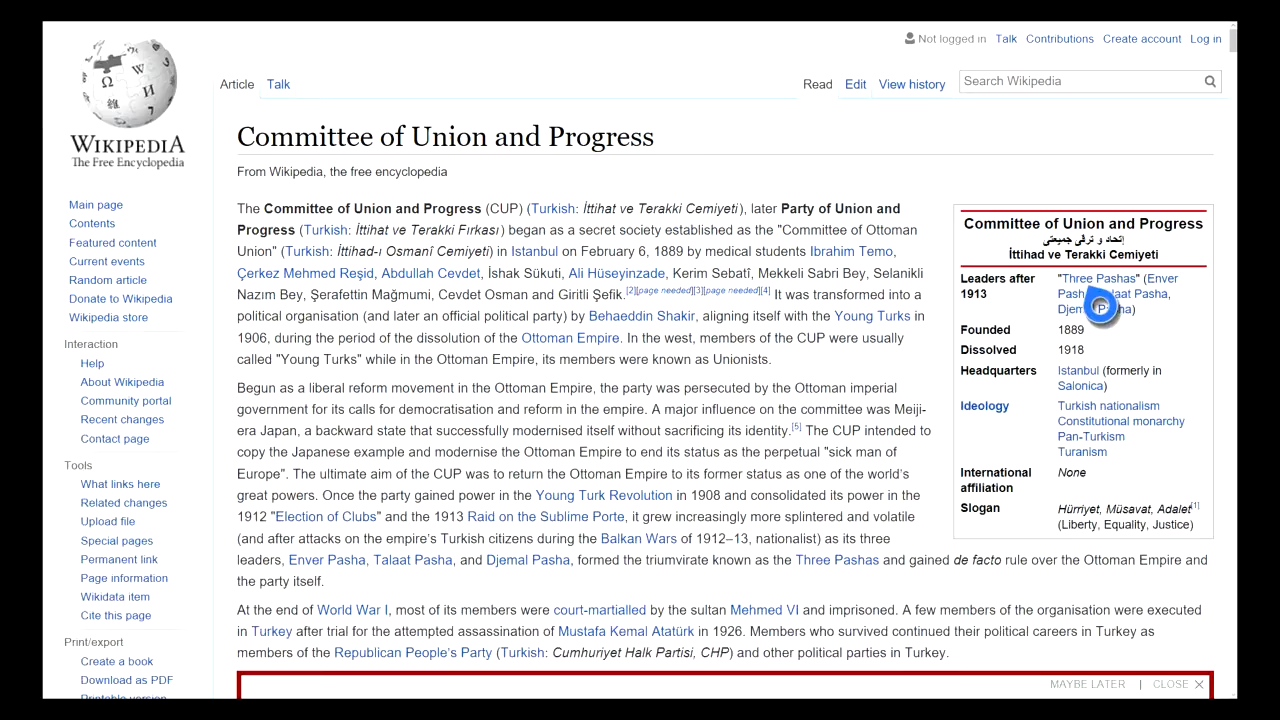 Not logged in Talk Contributions Create account Log in
Article Talk Read Edit View history Search Wikipedia
WIKIPEDIA
The Free Encyclopedia
Main page
Contents
Featured content
Current events
Random article
Donate to Wikipedia
Wikipedia store
Interaction
Help
About Wikipedia
Community portal
Recent changes
Contact page
Tools
What links here
Related changes
Upload file
Special pages
Permanent link
Page information
Wikidata item
Cite this page
Print/export
Create a book
Download as PDF
Printable version
Committee of Union and Progress
From Wikipedia, the free encyclopedia
The Committee of Union and Progress (CUP) (Turkish: İttihat ve Terakki Cemiyeti), later Party of Union and
Progress (Turkish: İttihat ve Terakki Fırkası) began as a secret society established as the "Committee of Ottoman
Union" (Turkish: İttihad-ı Osmanî Cemiyeti) in Istanbul on February 6, 1889 by medical students Ibrahim Temo,
Çerkez Mehmed Reşid, Abdullah Cevdet, İshak Sükuti, Ali Hüseyinzade, Kerim Sebatî, Mekkeli Sabri Bey, Selanikli
Nazım Bey, Şerafettin Mağmumi, Cevdet Osman and Giritli Şefik.[2][page needed][3][page needed][4] It was transformed into a
political organisation (and later an official political party) by Behaeddin Shakir, aligning itself with the Young Turks in
1906, during the period of the dissolution of the Ottoman Empire. In the west, members of the CUP were usually
called "Young Turks" while in the Ottoman Empire, its members were known as Unionists.
Begun as a liberal reform movement in the Ottoman Empire, the party was persecuted by the Ottoman imperial
government for its calls for democratisation and reform in the empire. A major influence on the committee was Meiji-
era Japan, a backward state that successfully modernised itself without sacrificing its identity.[5] The CUP intended to
copy the Japanese example and modernise the Ottoman Empire to end its status as the perpetual "sick man of
Europe". The ultimate aim of the CUP was to return the Ottoman Empire to its former status as one of the world's
great powers. Once the party gained power in the Young Turk Revolution in 1908 and consolidated its power in the
1912 "Election of Clubs" and the 1913 Raid on the Sublime Porte, it grew increasingly more splintered and volatile
(and after attacks on the empire's Turkish citizens during the Balkan Wars of 1912–13, nationalist) as its three
leaders, Enver Pasha, Talaat Pasha, and Djemal Pasha, formed the triumvirate known as the Three Pashas and gained de facto rule over the Ottoman Empire and
the party itself.
At the end of World War I, most of its members were court-martialled by the sultan Mehmed VI and imprisoned. A few members of the organisation were executed
in Turkey after trial for the attempted assassination of Mustafa Kemal Atatürk in 1926. Members who survived continued their political careers in Turkey as
members of the Republican People's Party (Turkish: Cumhuriyet Halk Partisi, CHP) and other political parties in Turkey.
Committee of Union and Progress
إتحاد و ترقى جمیعتی
İttihad ve Terakki Cemiyeti
Leaders after "Three Pashas" (Enver
1913 Talaat Pasha,
Founded 1889
Dissolved 1918
Headquarters Istanbul (formerly in
Salonica)
Ideology Turkish nationalism
Constitutional monarchy
Pan-Turkism
Turanism
International None
affiliation
Slogan Hürriyet, Müsavat, Adalet[1]
(Liberty, Equality, Justice)
MAYBE LATER | CLOSE